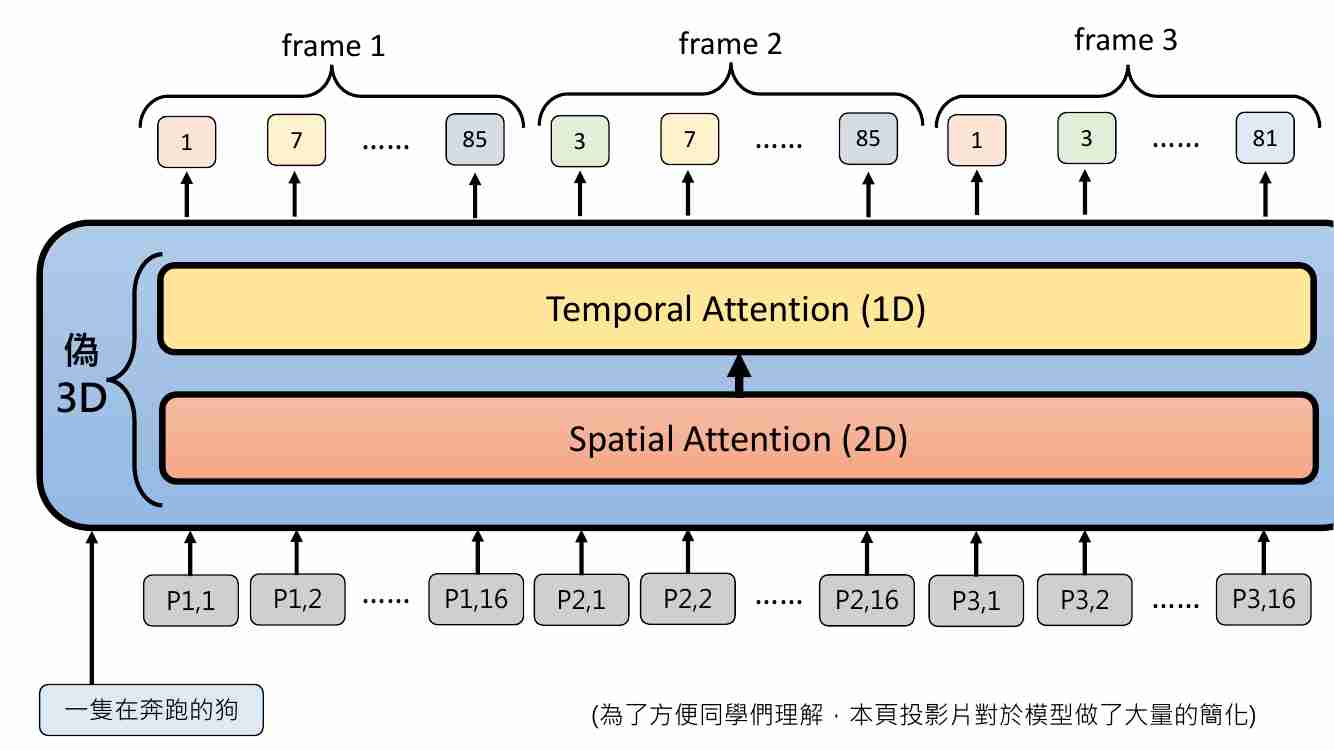 frame 1 frame 2 frame 3
1 7 …… 85 3 7 …… 85 1 3 …… 81
Temporal Attention (1D)
偽
3D
Spatial Attention (2D)
P1,1 P1,2 …… P1,16 P2,1 P2,2 …… P2,16 P3,1 P3,2 …… P3,16
一隻在奔跑的狗
(為了方便同學們理解，本頁投影片對於模型做了大量的簡化)